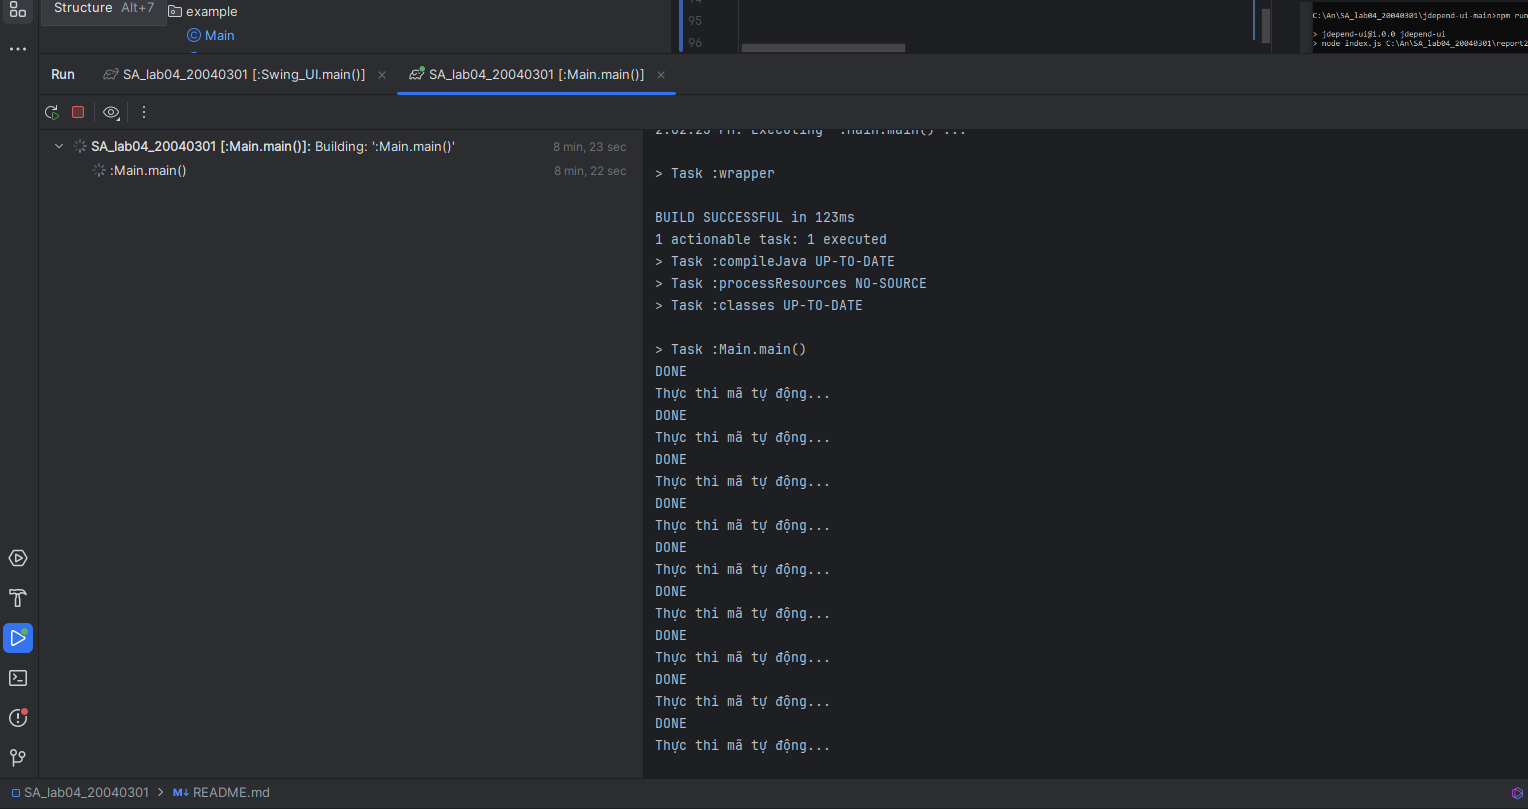 Structure Alt+7
example
Main
95
96
C:\An\SA_lab04_20040301\jdepend-ui-main>npm run
> jdepend-ui@1.0.0 jdepend-ui
> node index.js C:\An\SA_lab04_20040301\report2
Run
SA_lab04_20040301 [:Swing_UI.main()]
SA_lab04_20040301 [:Main.main()]
SA_lab04_20040301 [:Main.main()]: Building: ':Main.main()' 8 min, 23 sec
:Main.main() 8 min, 22 sec
> Task :wrapper
BUILD SUCCESSFUL in 123ms
1 actionable task: 1 executed
> Task :compileJava UP-TO-DATE
> Task :processResources NO-SOURCE
> Task :classes UP-TO-DATE
> Task :Main.main()
DONE
Thực thi mã tự động...
DONE
Thực thi mã tự động...
DONE
Thực thi mã tự động...
DONE
Thực thi mã tự động...
DONE
Thực thi mã tự động...
DONE
Thực thi mã tự động...
DONE
Thực thi mã tự động...
DONE
Thực thi mã tự động...
DONE
Thực thi mã tự động...
SA_lab04_20040301 > M↓ README.md